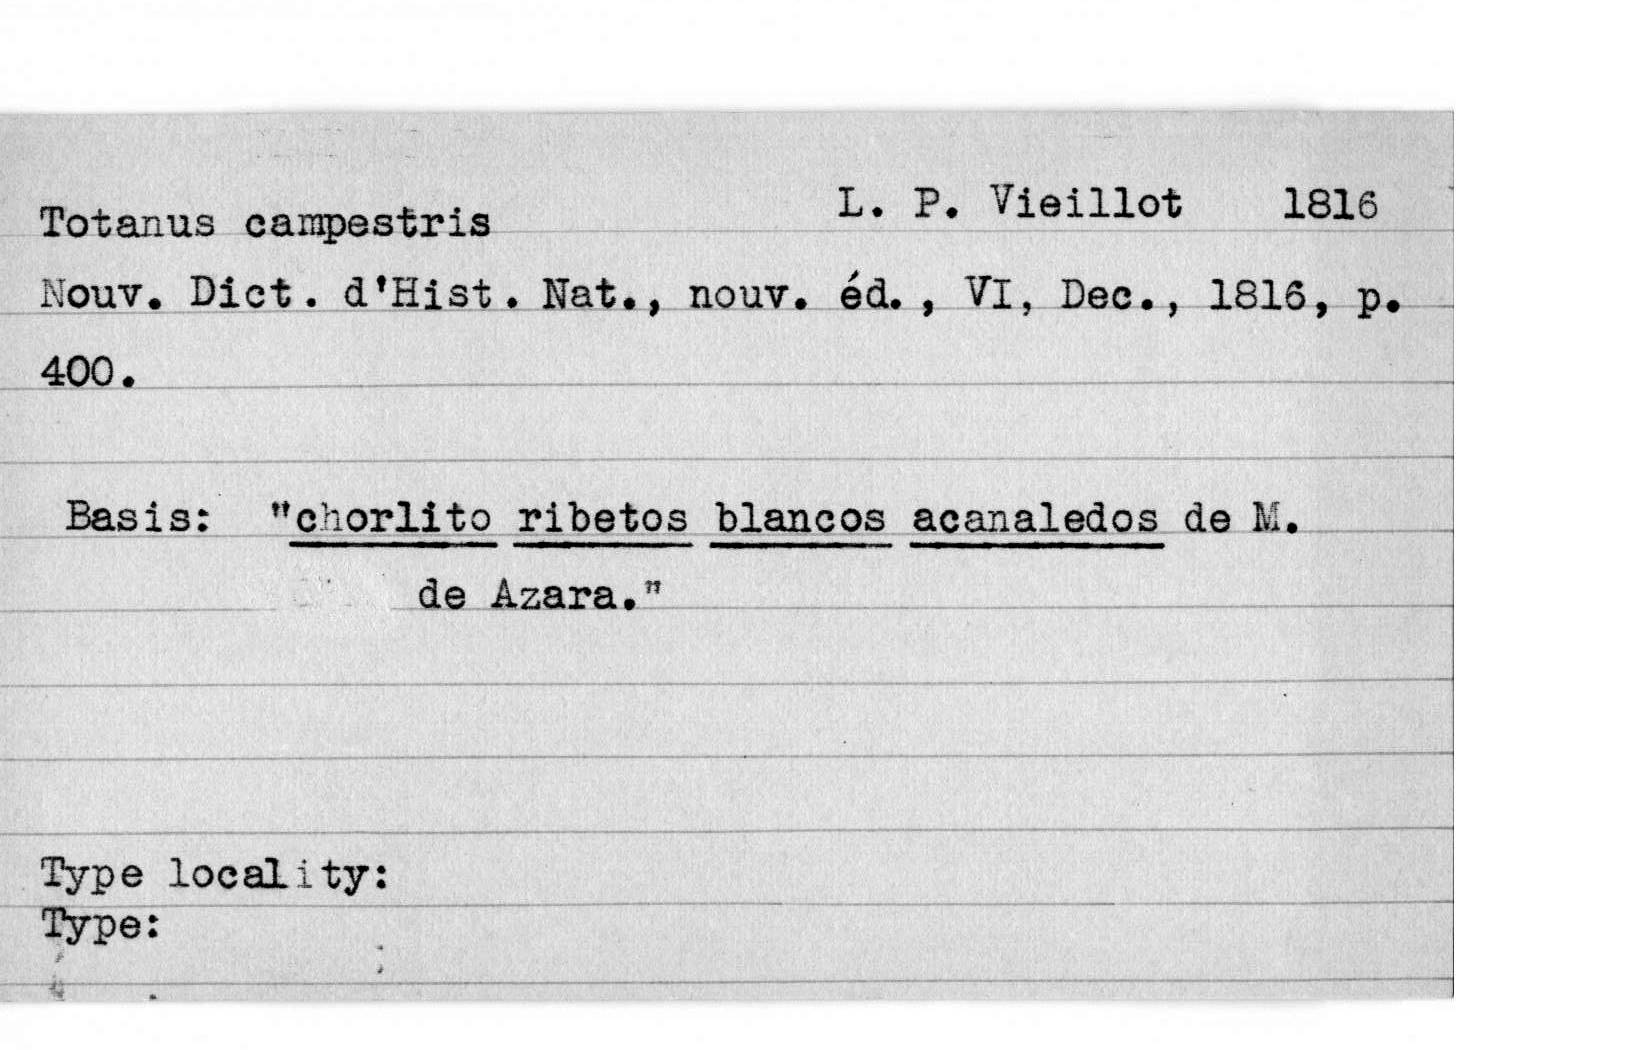 Totanus campestris L. P. Vieillot 1816
Nouv. Dict. d'Hist. Nat., nouv. éd., VI, Dec., 1816, p.
400.
Basis: "chorlito ribetos blancos acanaledos de M.
de Azara."
Type locality:
Type: